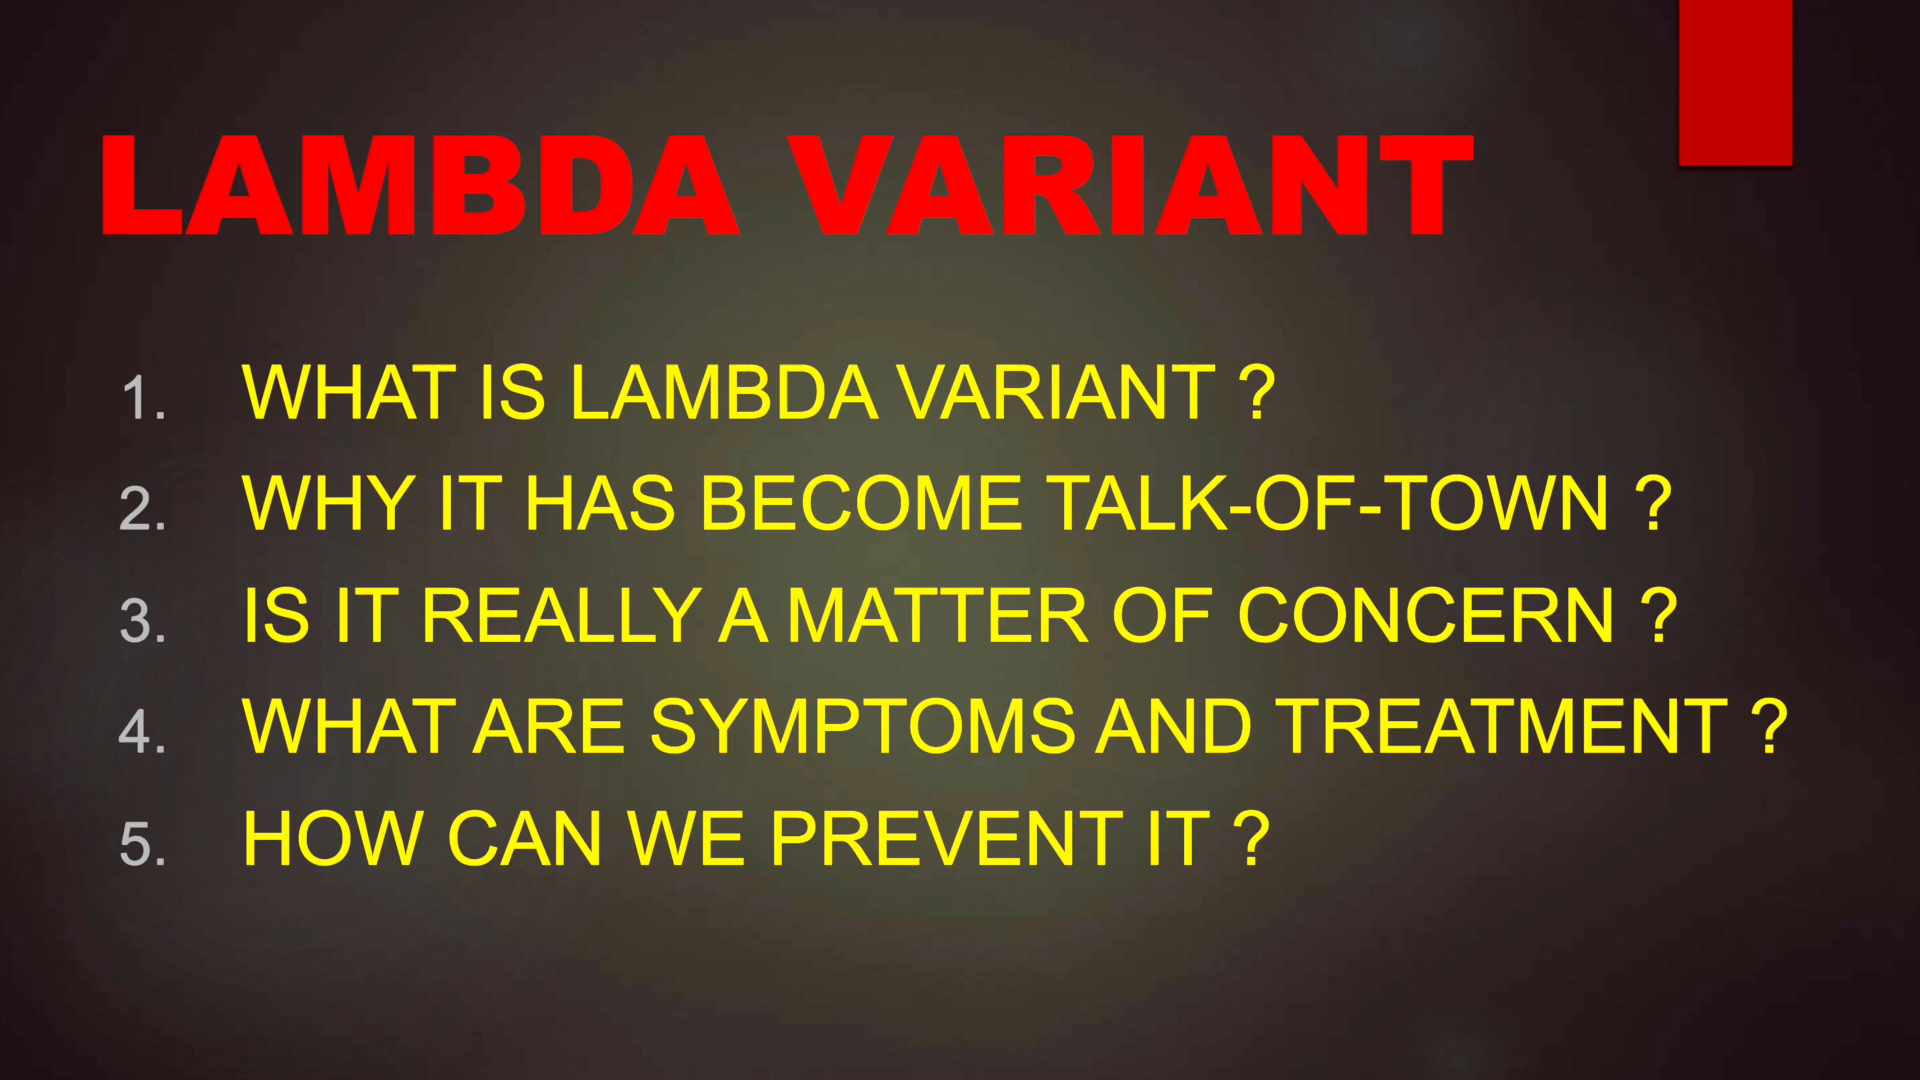 LAMBDA VARIANT
1. WHAT IS LAMBDA VARIANT ?
2. WHY IT HAS BECOME TALK-OF-TOWN ?
3. IS IT REALLY A MATTER OF CONCERN ?
4. WHAT ARE SYMPTOMS AND TREATMENT ?
5. HOW CAN WE PREVENT IT ?